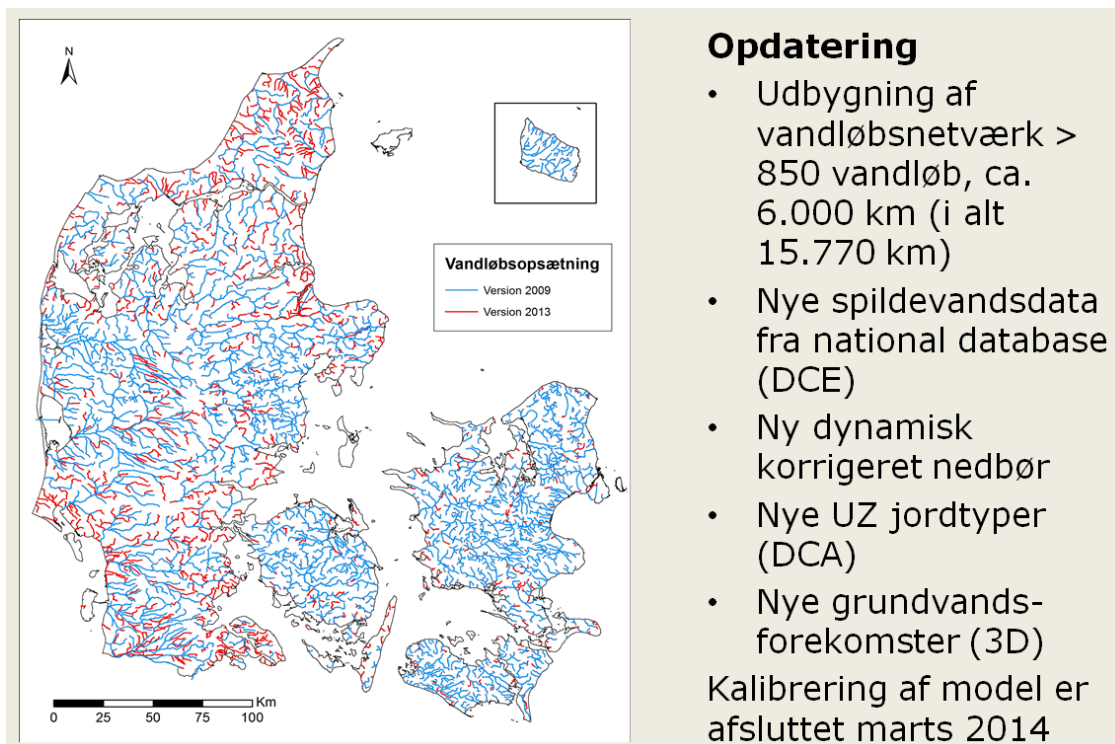 N
Vandløbsopsætning
Version 2009
Version 2013
Km
0 25 50 75 100
Opdatering
• Udbygning af
vandløbsnetværk >
850 vandløb, ca.
6.000 km (i alt
15.770 km)
• Nye spildevandsdata
fra national database
(DCE)
• Ny dynamisk
korrigeret nedbør
• Nye UZ jordtyper
(DCA)
• Nye grundvands-
forekomster (3D)
Kalibrering af model er
afsluttet marts 2014